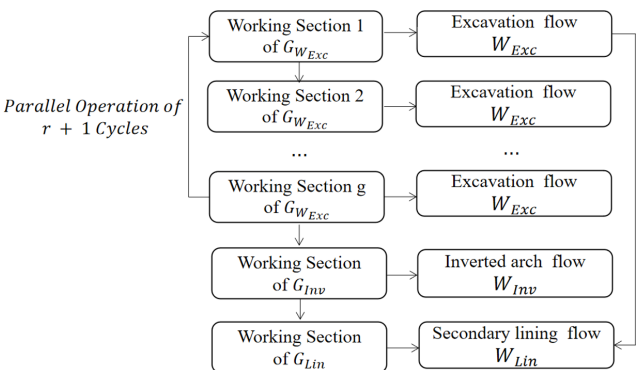 Working Section 1
of G_{W_{Exc}}
Excavation flow
W_{Exc}
Parallel Operation of
r + 1 Cycles
Working Section 2
of G_{W_{Exc}}
Excavation flow
W_{Exc}
...
...
Working Section g
of G_{W_{Exc}}
Excavation flow
W_{Exc}
Working Section
of G_{Inv}
Inverted arch flow
W_{Inv}
Working Section
of G_{Lin}
Secondary lining flow
W_{Lin}